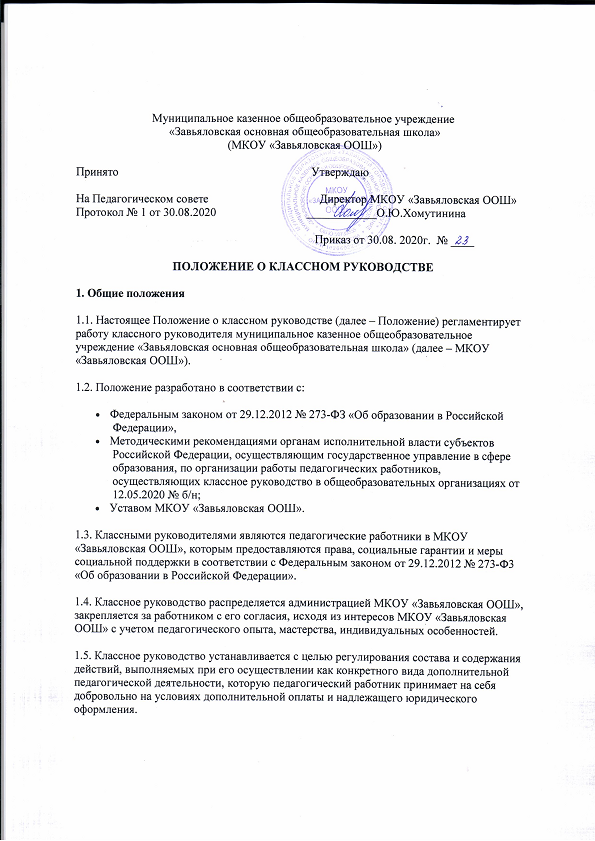 Муниципальное казенное общеобразовательное учреждение
«Завьяловская основная общеобразовательная школа»
(МКОУ «Завьяловская ООШ»)
Принято Утверждаю
На Педагогическом совете Директор МКОУ «Завьяловская ООШ»
Протокол № 1 от 30.08.2020 ____________О.Ю.Хомутинина
Приказ от 30.08. 2020г. № 23
ПОЛОЖЕНИЕ О КЛАССНОМ РУКОВОДСТВЕ
1. Общие положения
1.1. Настоящее Положение о классном руководстве (далее – Положение) регламентирует
работу классного руководителя муниципальное казенное общеобразовательное
учреждение «Завьяловская основная общеобразовательная школа» (далее – МКОУ
«Завьяловская ООШ»).
1.2. Положение разработано в соответствии с:
• Федеральным законом от 29.12.2012 № 273-ФЗ «Об образовании в Российской
Федерации»,
• Методическими рекомендациями органам исполнительной власти субъектов
Российской Федерации, осуществляющим государственное управление в сфере
образования, по организации работы педагогических работников,
осуществляющих классное руководство в общеобразовательных организациях от
12.05.2020 № б/н;
• Уставом МКОУ «Завьяловская ООШ».
1.3. Классными руководителями являются педагогические работники в МКОУ
«Завьяловская ООШ», которым предоставляются права, социальные гарантии и меры
социальной поддержки в соответствии с Федеральным законом от 29.12.2012 № 273-ФЗ
«Об образовании в Российской Федерации».
1.4. Классное руководство распределяется администрацией МКОУ «Завьяловская ООШ»,
закрепляется за работником с его согласия, исходя из интересов МКОУ «Завьяловская
ООШ» с учетом педагогического опыта, мастерства, индивидуальных особенностей.
1.5. Классное руководство устанавливается с целью регулирования состава и содержания
действий, выполняемых при его осуществлении как конкретного вида дополнительной
педагогической деятельности, которую педагогический работник принимает на себя
добровольно на условиях дополнительной оплаты и надлежащего юридического
оформления.